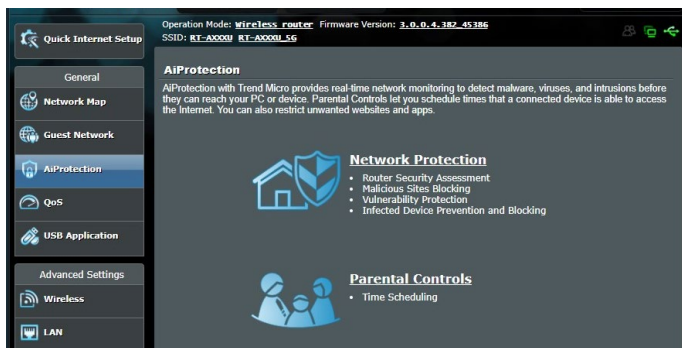 Operation Mode: Wireless router Firmware Version: 3.0.0.4.382_45386
SSID: RT-AXXXU RT-AXXXU_5G
Quick Internet Setup
General
Network Map
Guest Network
AiProtection
QoS
USB Application
Advanced Settings
Wireless
LAN
AiProtection
AiProtection with Trend Micro provides real-time network monitoring to detect malware, viruses, and intrusions before
they can reach your PC or device. Parental Controls let you schedule times that a connected device is able to access
the Internet. You can also restrict unwanted websites and apps.
Network Protection
• Router Security Assessment
• Malicious Sites Blocking
• Vulnerability Protection
• Infected Device Prevention and Blocking
Parental Controls
• Time Scheduling